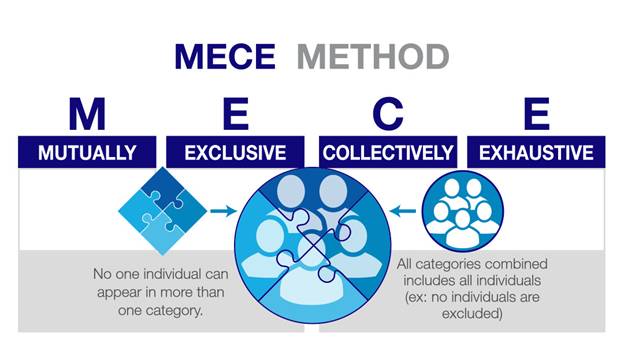 MECE METHOD
M E C E
MUTUALLY EXCLUSIVE COLLECTIVELY EXHAUSTIVE
No one individual can
appear in more than
one category.
All categories combined
includes all individuals
(ex: no individuals are
excluded)